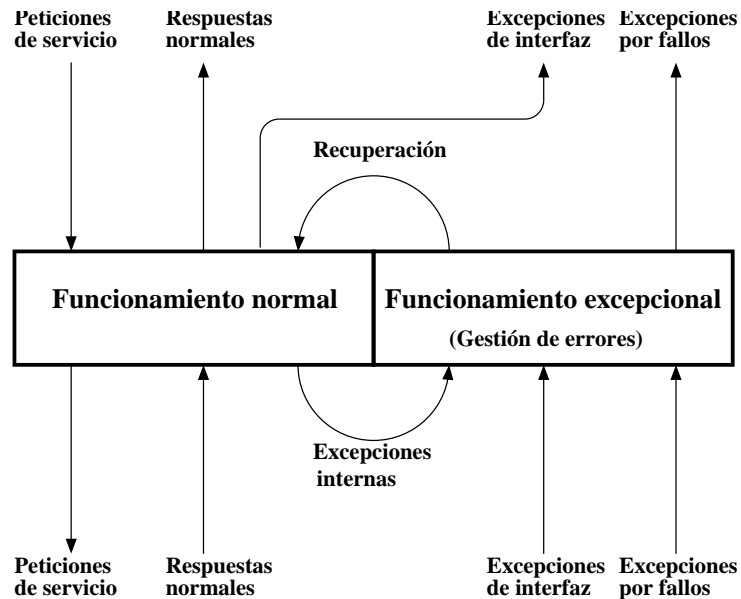 Peticiones
de servicio
Respuestas
normales
Excepciones
de interfaz
Excepciones
por fallos
Recuperación
Funcionamiento normal
Funcionamiento excepcional
(Gestión de errores)
Excepciones
internas
Peticiones
de servicio
Respuestas
normales
Excepciones
de interfaz
Excepciones
por fallos